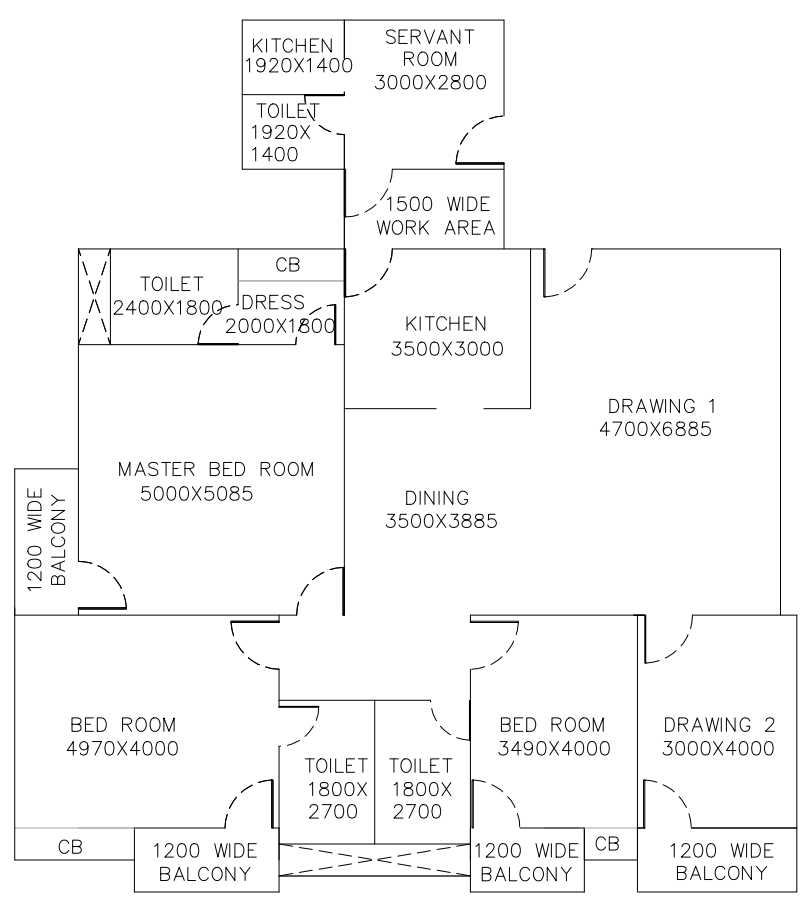 KITCHEN
1920X1400
SERVANT
ROOM
3000X2800
TOILET
1920X
1400
1500 WIDE
WORK AREA
CB
TOILET
2400X1800
DRESS
2000X1800
KITCHEN
3500X3000
DRAWING 1
4700X6885
MASTER BED ROOM
5000X5085
DINING
3500X3885
1200 WIDE
BALCONY
BED ROOM
4970X4000
TOILET
1800X
2700
TOILET
1800X
2700
BED ROOM
3490X4000
DRAWING 2
3000X4000
CB
1200 WIDE
BALCONY
1200 WIDE
BALCONY
CB
1200 WIDE
BALCONY